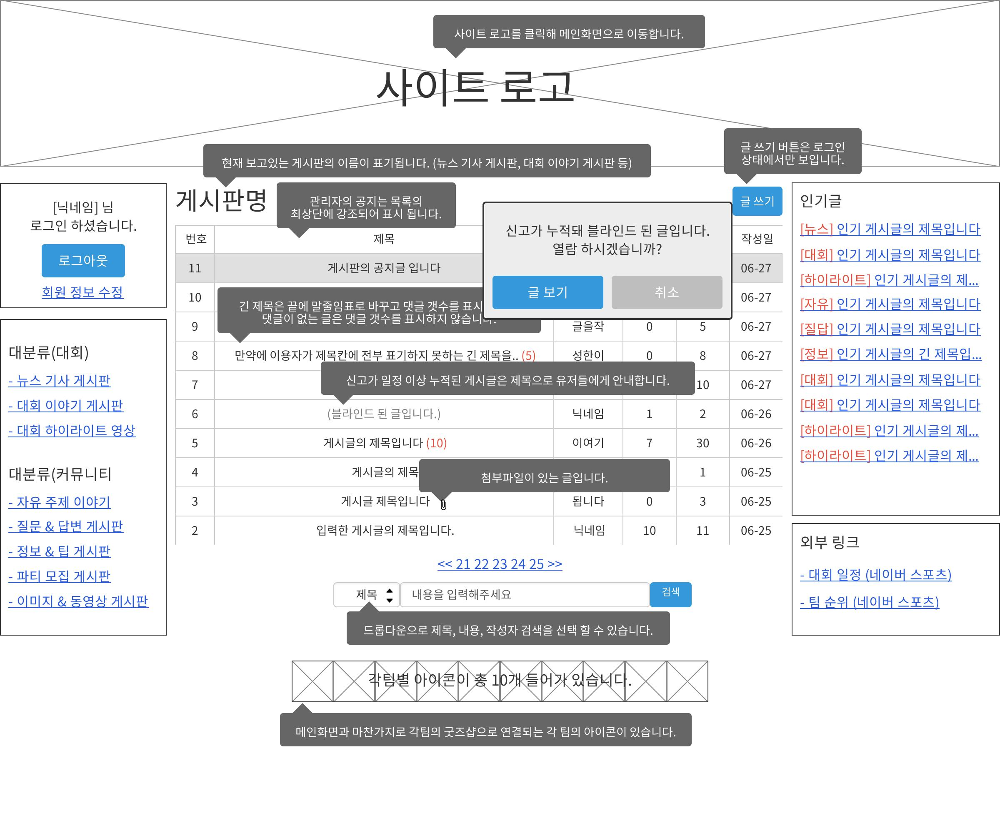 사이트 로고를 클릭해 메인화면으로 이동합니다.
사이트 로고
글 쓰기 버튼은 로그인
상태에서만 보입니다.
현재 보고있는 게시판의 이름이 표기됩니다. (뉴스 기사 게시판, 대회 이야기 게시판 등)
[닉네임] 님
로그인 하셨습니다.
로그아웃
회원 정보 수정
대분류(대회)
- 뉴스 기사 게시판
- 대회 이야기 게시판
- 대회 하이라이트 영상
대분류(커뮤니티
- 자유 주제 이야기
- 질문 & 답변 게시판
- 정보 & 팁 게시판
- 파티 모집 게시판
- 이미지 & 동영상 게시판
게시판명
관리자의 공지는 목록의
최상단에 강조되어 표시 됩니다.
글 쓰기
신고가 누적돼 블라인드 된 글입니다.
열람 하시겠습니까?
글 보기 취소
번호 제목 작성일
11 게시판의 공지글 입니다 06-27
10 06-27
긴 제목은 끝에 말줄임표로 바꾸고 댓글 갯수를 표시
댓글이 없는 글은 댓글 갯수를 표시하지 않습니다.
9 글을작 0 5 06-27
8 만약에 이용자가 제목칸에 전부 표기하지 못하는 긴 제목을.. (5) 성한이 0 8 06-27
신고가 일정 이상 누적된 게시글은 제목으로 유저들에게 안내합니다.
7 10 06-27
6 (블라인드 된 글입니다.) 닉네임 1 2 06-26
5 게시글의 제목입니다 (10) 이여기 7 30 06-26
4 게시글의 제목 1 06-25
첨부파일이 있는 글입니다.
3 게시글 제목입니다 됩니다 0 3 06-25
2 입력한 게시글의 제목입니다. 닉네임 10 11 06-25
<< 21 22 23 24 25 >>
제목 내용을 입력해주세요 검색
드롭다운으로 제목, 내용, 작성자 검색을 선택 할 수 있습니다.
각팀별 아이콘이 총 10개 들어가 있습니다.
메인화면과 마찬가지로 각팀의 굿즈샵으로 연결되는 각 팀의 아이콘이 있습니다.
인기글
[뉴스] 인기 게시글의 제목입니다
[대회] 인기 게시글의 제목입니다
[하이라이트] 인기 게시글의 제...
[자유] 인기 게시글의 제목입니다
[질답] 인기 게시글의 제목입니다
[정보] 인기 게시글의 긴 제목입...
[대회] 인기 게시글의 제목입니다
[대회] 인기 게시글의 제목입니다
[하이라이트] 인기 게시글의 제...
[하이라이트] 인기 게시글의 제...
외부 링크
- 대회 일정 (네이버 스포츠)
- 팀 순위 (네이버 스포츠)